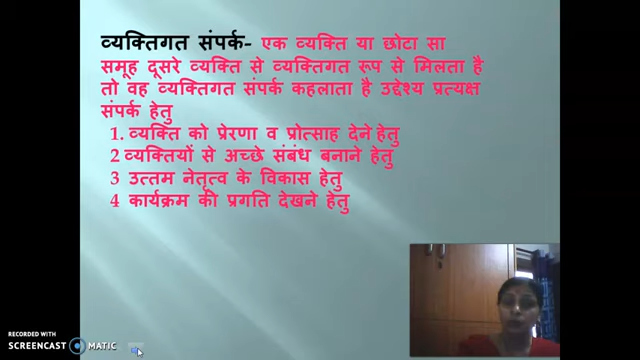 व्यक्तिगत संपर्क- एक व्यक्ति या छोटा सा
समूह दूसरे व्यक्ति से व्यक्तिगत रूप से मिलता है
तो वह व्यक्तिगत संपर्क कहलाता है उद्देश्य प्रत्यक्ष
संपर्क हेतु
1. व्यक्ति को प्रेरणा व प्रोत्साह देने हेतु
2 व्यक्तियों से अच्छे संबंध बनाने हेतु
3 उत्तम नेतृत्व के विकास हेतु
4 कार्यक्रम की प्रगति देखने हेतु
RECORDED WITH
SCREENCAST MATIC